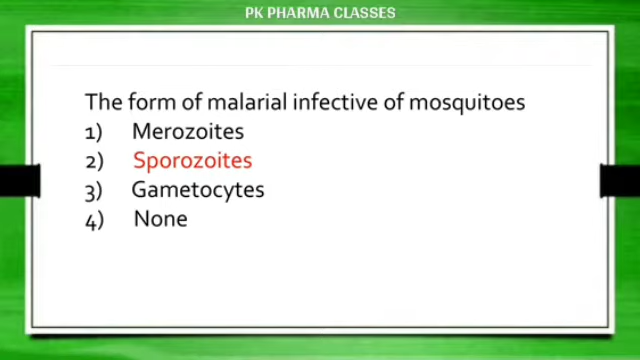 PK PHARMA CLASSES
The form of malarial infective of mosquitoes
1) Merozoites
2) Sporozoites
3) Gametocytes
4) None